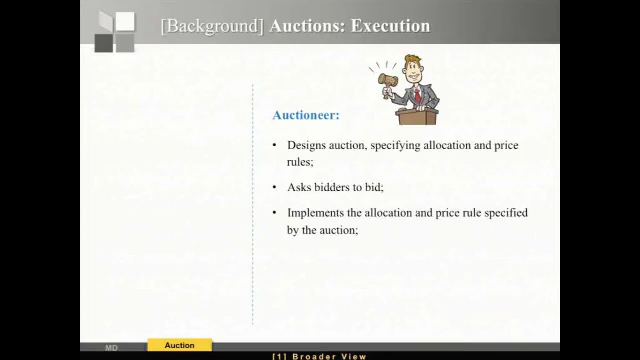 [Background] Auctions: Execution
Auctioneer:
• Designs auction, specifying allocation and price
rules;
• Asks bidders to bid;
• Implements the allocation and price rule specified
by the auction;
MD
Auction
[1] Broader View